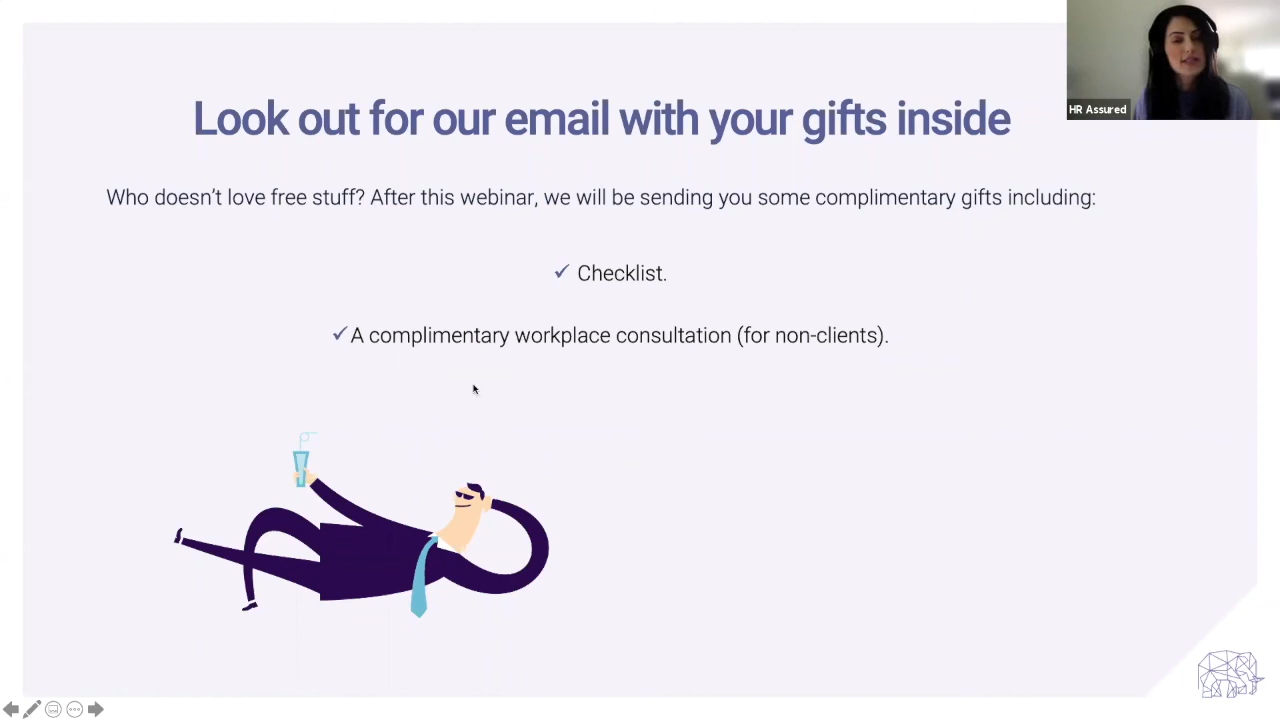 Look out for our email with your gifts inside
HR Assured
Who doesn’t love free stuff? After this webinar, we will be sending you some complimentary gifts including:
✓ Checklist.
✓A complimentary workplace consultation (for non-clients).